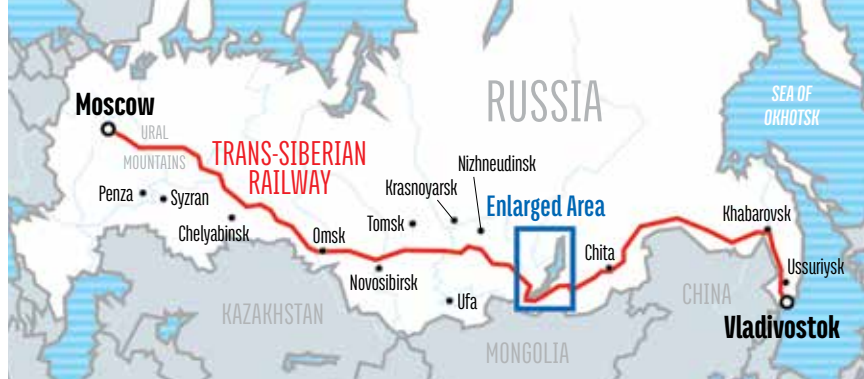 RUSSIA
SEA OF
OKHOTSK
Moscow
URAL
MOUNTAINS
TRANS-SIBERIAN
RAILWAY
Nizhneudinsk
Krasnoyarsk
Enlarged Area
Penza
Syzran
Chelyabinsk
Omsk
Tomsk
Novosibirsk
Ufa
Chita
Khabarovsk
Ussuriysk
KAZAKHSTAN
CHINA
MONGOLIA
Vladivostok